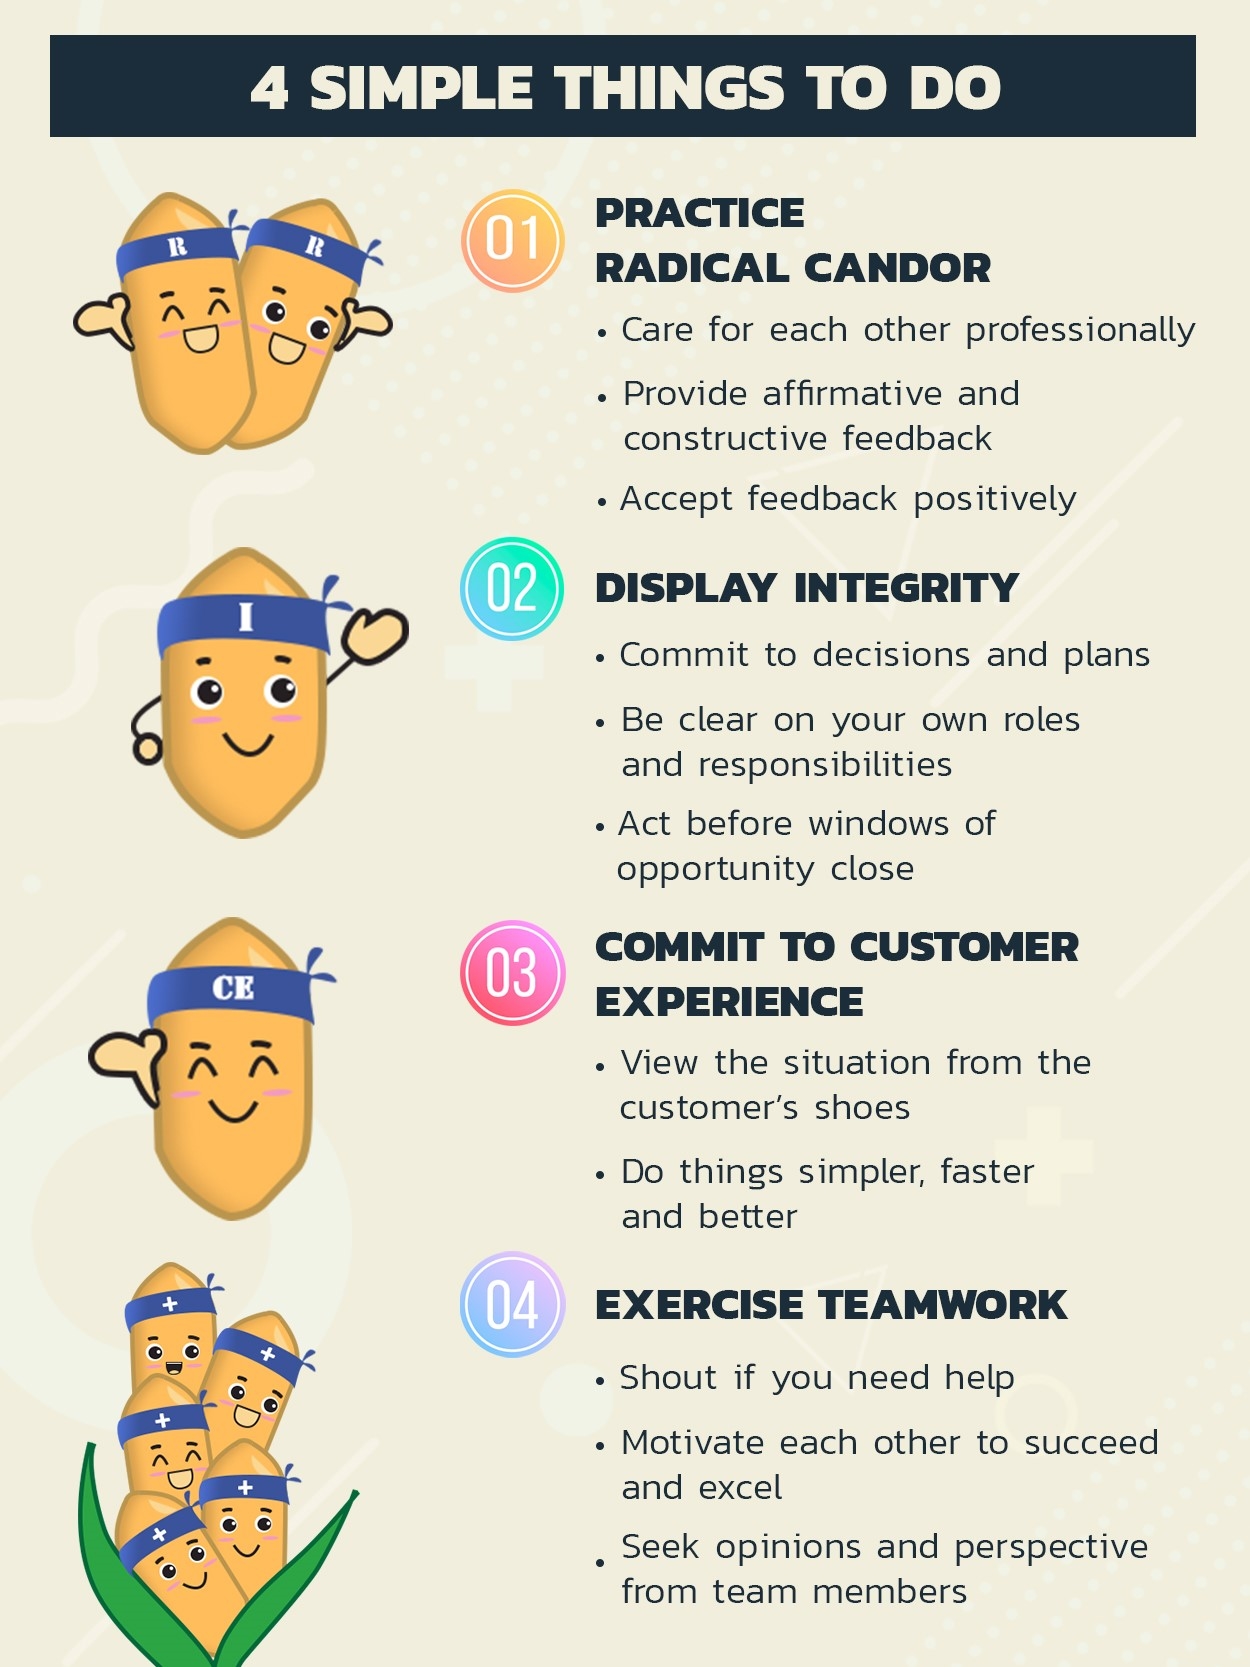 4 SIMPLE THINGS TO DO
R R
01
PRACTICE
RADICAL CANDOR
• Care for each other professionally
• Provide affirmative and
constructive feedback
• Accept feedback positively
I
02
DISPLAY INTEGRITY
• Commit to decisions and plans
• Be clear on your own roles
and responsibilities
• Act before windows of
opportunity close
CE
03
COMMIT TO CUSTOMER
EXPERIENCE
• View the situation from the
customer’s shoes
• Do things simpler, faster
and better
04
EXERCISE TEAMWORK
• Shout if you need help
• Motivate each other to succeed
and excel
• Seek opinions and perspective
from team members